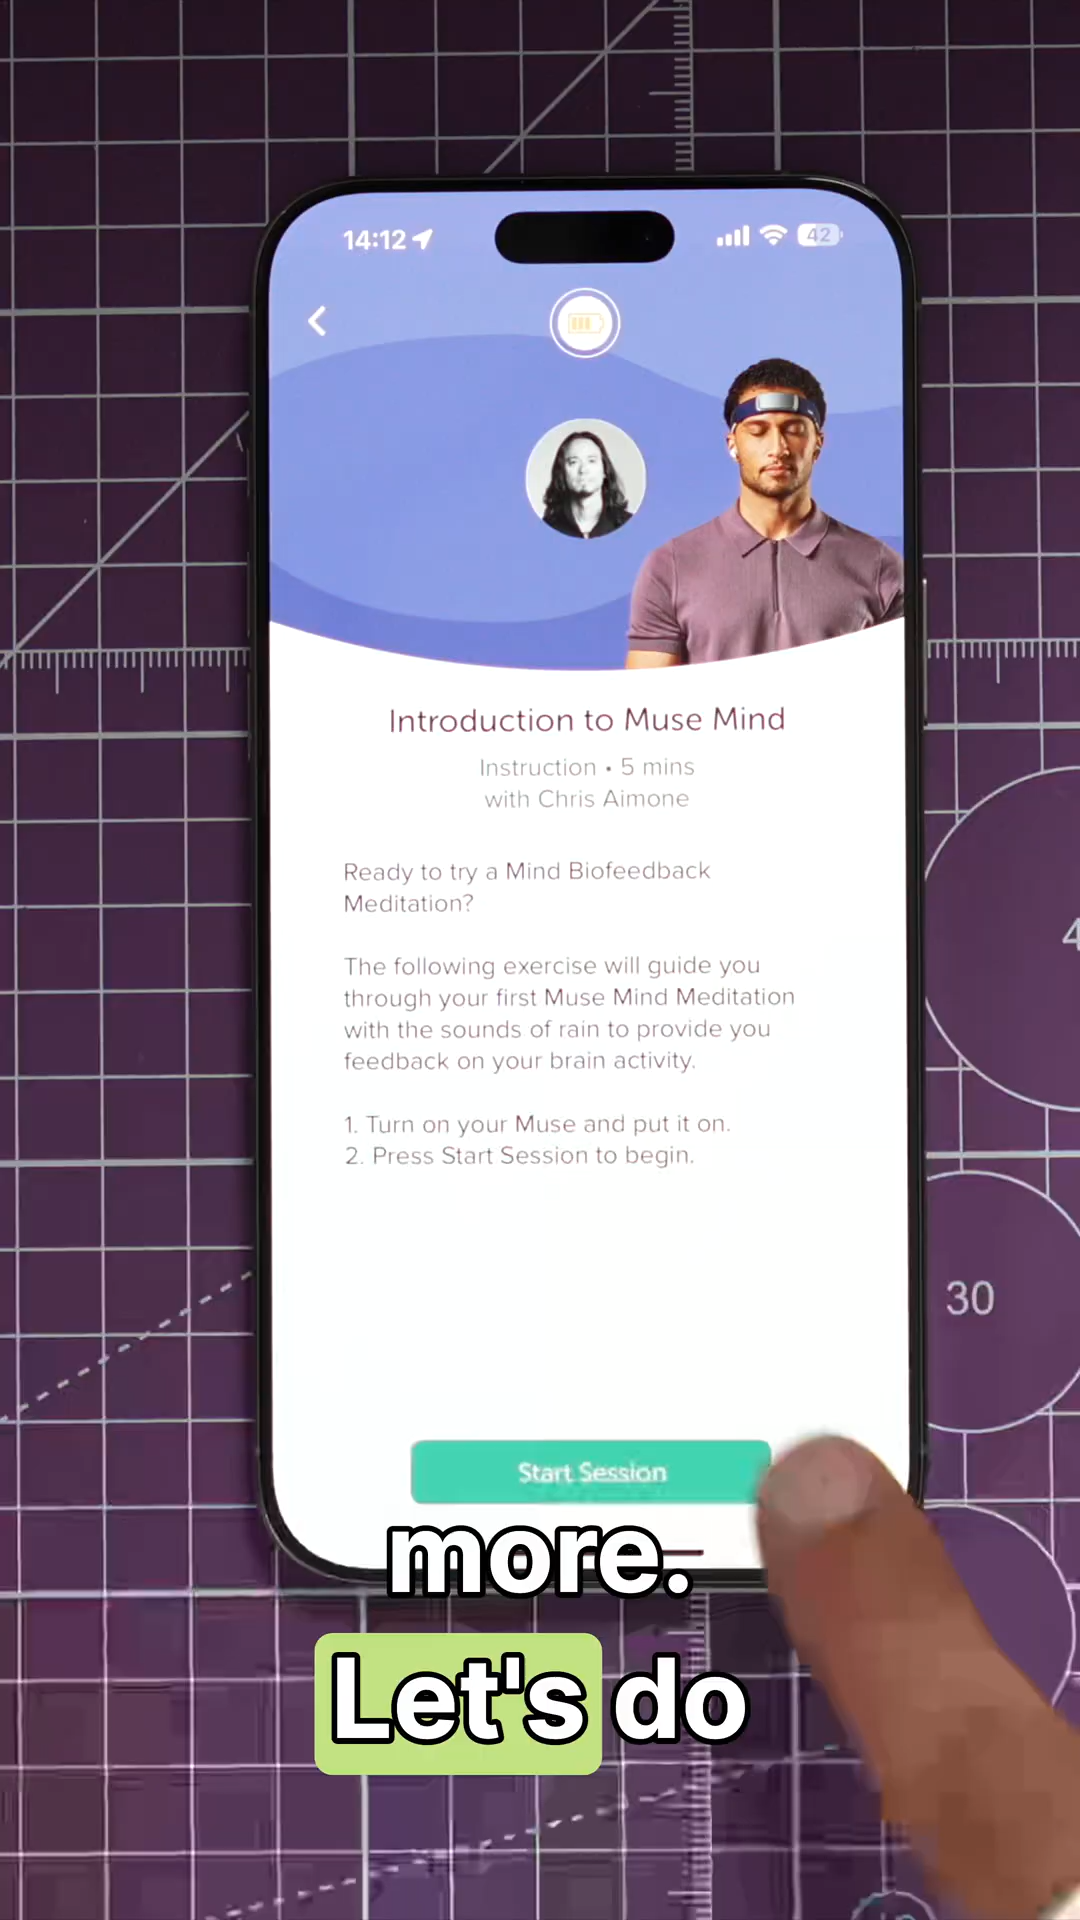 14:12
42
Introduction to Muse Mind
Instruction • 5 mins
with Chris Aimone
Ready to try a Mind Biofeedback
Meditation?
The following exercise will guide you
through your first Muse Mind Meditation
with the sounds of rain to provide you
feedback on your brain activity.
1. Turn on your Muse and put it on.
2. Press Start Session to begin.
30
Start Session
more.
Let's do